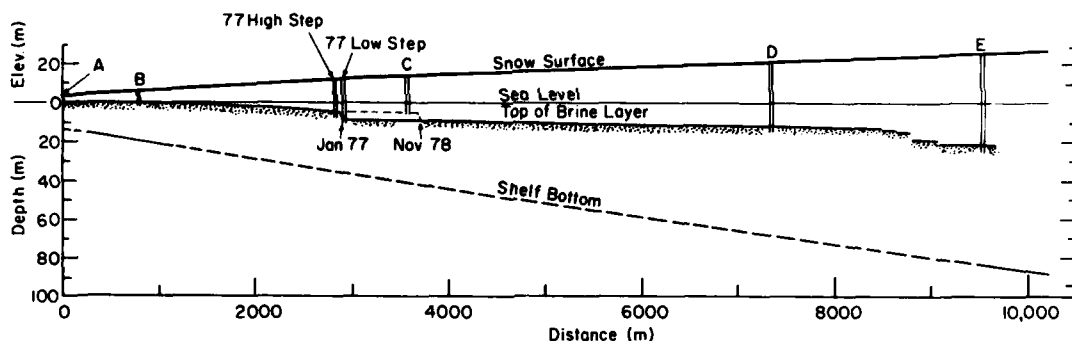 77 High Step
77 Low Step
A
B
C
D
E
Snow Surface
Sea Level
Top of Brine Layer
Jan 77
Nov 78
Shelf Bottom
Elev. (m)
20
0
Depth (m)
20
40
60
80
100
0
2000
4000
6000
8000
10,000
Distance (m)